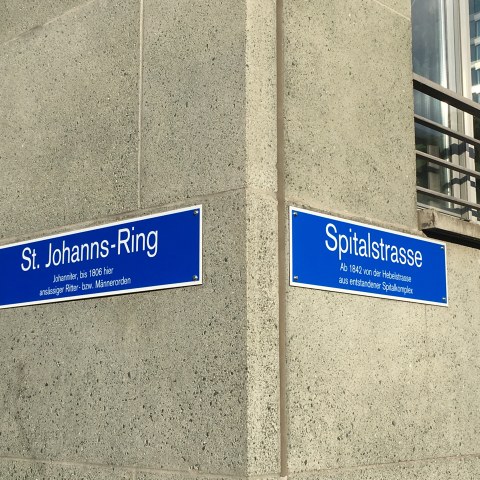 St. Johanns-Ring
Johanniter, bis 1806 hier
ansässiger Ritter- bzw. Männerorden
Spitalstrasse
Ab 1842 von der Hebelstrasse
aus entstandener Spitalkomplex